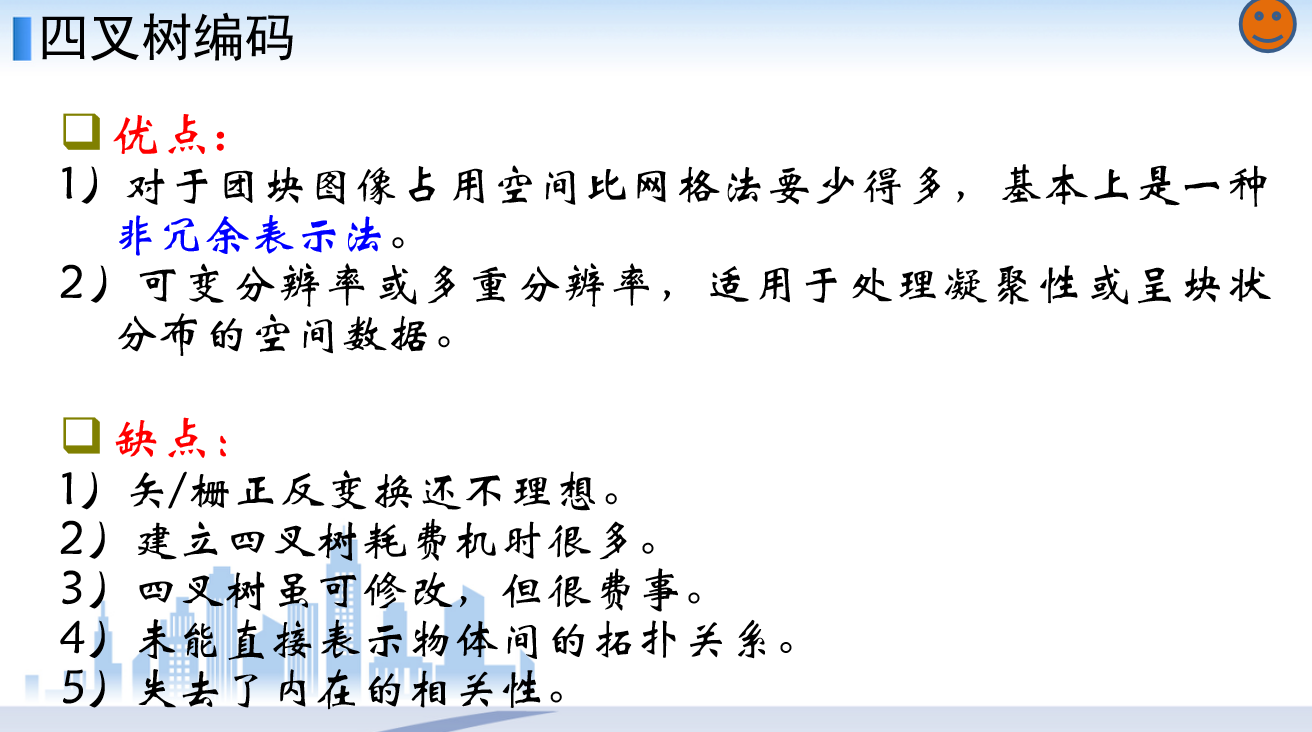 四叉树编码
优点：
1）对于团块图像占用空间比网格法要少得多，基本上是一种
非冗余表示法。
2）可变分辨率或多重分辨率，适用于处理凝聚性或呈块状
分布的空间数据。
缺点：
1）矢/栅正反变换还不理想。
2）建立四叉树耗费机时很多。
3）四叉树虽可修改，但很费事。
4）未能直接表示物体间的拓扑关系。
5）失去了内在的相关性。